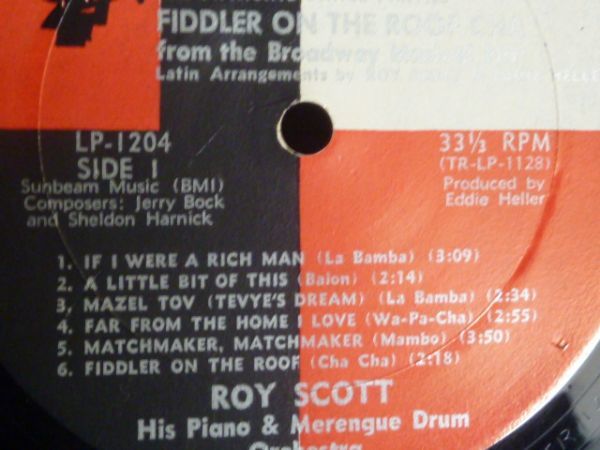 FIDDLER ON THE ROOF CHA
from the Broadway
Latin Arrangements by
LP-1204
SIDE I
Sunbeam Music (BMI)
Composers: Jerry Bock
and Sheldon Harnick
33⅓ RPM
(TR-LP-1128)
Produced by
Eddie Heller
1. IF I WERE A RICH MAN (La Bamba) (3:09)
2. A LITTLE BIT OF THIS (Baion) (2:14)
3, MAZEL TOV (TEVYE'S DREAM) (La Bamba) (2:34)
4. FAR FROM THE HOME I LOVE (Wa-Pa-Cha) (2:55)
5. MATCHMAKER, MATCHMAKER (Mambo) (3:50)
6. FIDDLER ON THE ROOF (Cha Cha) (2:18)
ROY SCOTT
His Piano & Merengue Drum
Orchestra